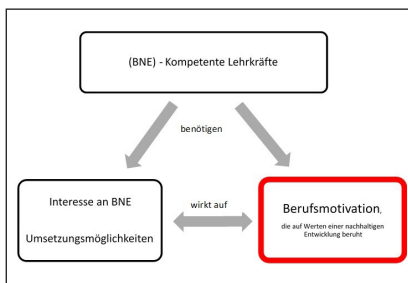 (BNE) - Kompetente Lehrkräfte
benötigen
Interesse an BNE
Umsetzungsmöglichkeiten
wirkt auf
Berufsmotivation,
die auf Werten einer nachhaltigen
Entwicklung beruht